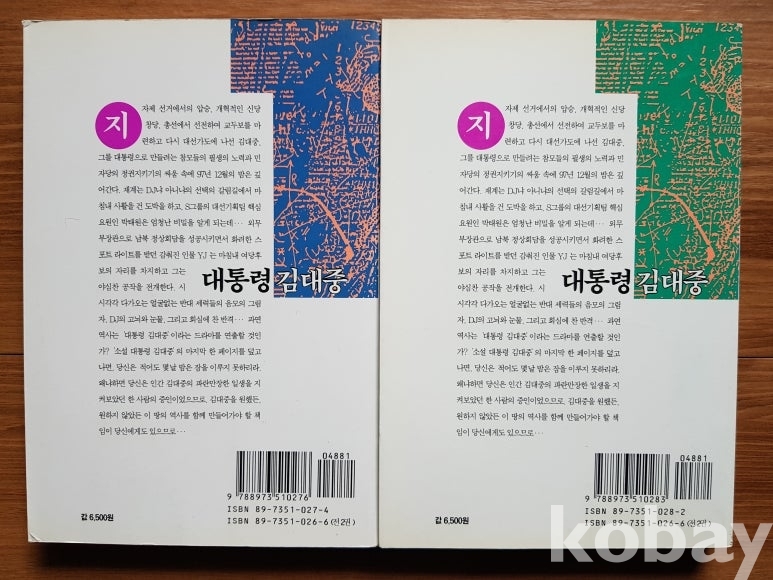 지
자제 선거에서의 압승, 개혁적인 신당
창당, 총선에서 선전하여 교두보를 마
련하고 다시 대선가도에 나선 김대중,
그를 대통령으로 만들려는 참모들의 필생의 노력과 민
자당의 정권지키기의 싸움 속에 97년 12월의 밤은 깊
어간다. 재계는 DJ냐 아니냐의 선택의 갈림길에서 마
침내 사활을 건 도박을 하고, S그룹의 대선기획팀 핵심
요원인 박태원은 엄청난 비밀을 알게 되는데… 외무
부장관으로 남북 정상회담을 성공시키면서 화려한 스
포트 라이트를 받던 감춰진 인물 YJ 는 마침내 여당후
보의 자리를 차지하고 그는
야심찬 공작을 전개한다. 시
시각각 다가오는 얼굴없는 반대 세력들의 음모의 그림
자, DJ의 고뇌와 눈물, 그리고 회심에 찬 반격… 과연
역사는 '대통령 김대중'이라는 드라마를 연출할 것인
가? '소설 대통령 김대중'의 마지막 한 페이지를 덮고
나면, 당신은 적어도 몇날 밤은 잠을 이루지 못하리라.
왜냐하면 당신은 인간 김대중의 파란만장한 일생을 지
켜보았던 한 사람의 증인이었으므로. 김대중을 원했든,
원하지 않았든 이 땅의 역사를 함께 만들어가야 할 책
임이 당신에게도 있으므로…
대통령 김대중
04881
9 788973 510276
ISBN 89-7351-027-4
ISBN 89-7351-026-6 (전2권)
값 6,500원
지
자제 선거에서의 압승, 개혁적인 신당
창당, 총선에서 선전하여 교두보를 마
련하고 다시 대선가도에 나선 김대중,
그를 대통령으로 만들려는 참모들의 필생의 노력과 민
자당의 정권지키기의 싸움 속에 97년 12월의 밤은 깊
어간다. 재계는 DJ냐 아니냐의 선택의 갈림길에서 마
침내 사활을 건 도박을 하고, S그룹의 대선기획팀 핵심
요원인 박태원은 엄청난 비밀을 알게 되는데… 외무
부장관으로 남북 정상회담을 성공시키면서 화려한 스
포트 라이트를 받던 감춰진 인물 YJ 는 마침내 여당후
보의 자리를 차지하고 그는
야심찬 공작을 전개한다. 시
시각각 다가오는 얼굴없는 반대 세력들의 음모의 그림
자, DJ의 고뇌와 눈물, 그리고 회심에 찬 반격… 과연
역사는 '대통령 김대중'이라는 드라마를 연출할 것인
가? '소설 대통령 김대중'의 마지막 한 페이지를 덮고
나면, 당신은 적어도 몇날 밤은 잠을 이루지 못하리라.
왜냐하면 당신은 인간 김대중의 파란만장한 일생을 지
켜보았던 한 사람의 증인이었으므로. 김대중을 원했든,
원하지 않았든 이 땅의 역사를 함께 만들어가야 할 책
임이 당신에게도 있으므로…
대통령 김대중
04881
9 788973 510283
ISBN 89-7351-028-2
ISBN 89-7351-026-6 (전2권)
값 6,500원
kobay